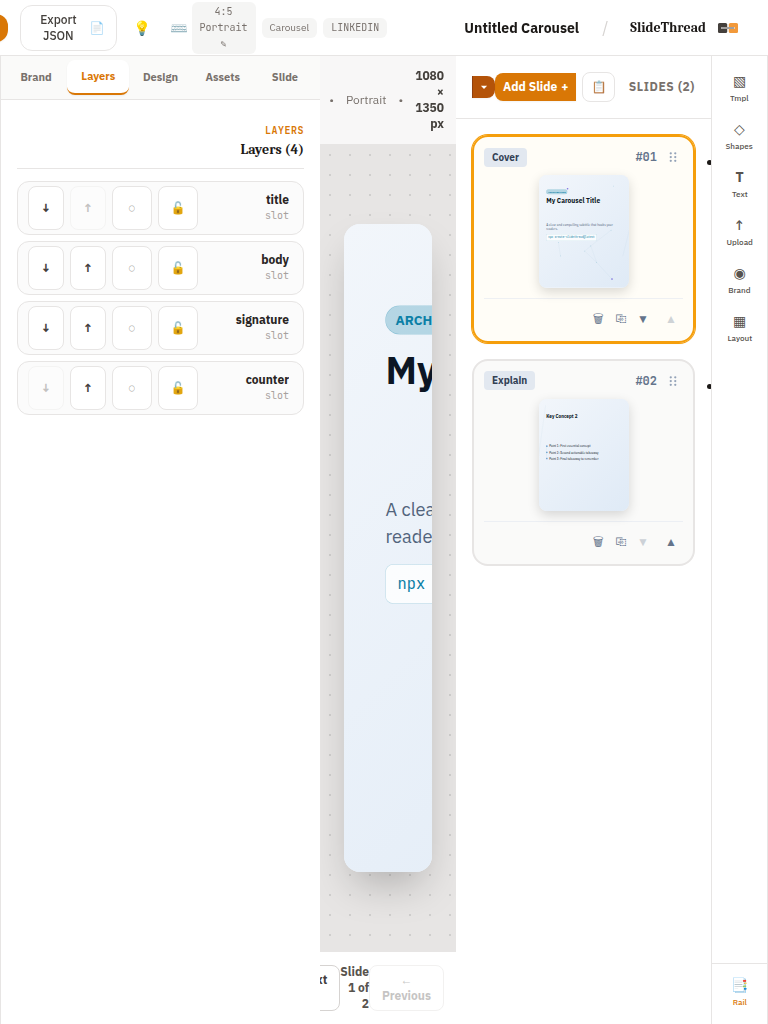 SlideThread
/
Untitled Carousel
LINKEDIN
Carousel
4:5
Portrait
✎
Export
JSON
Brand
Layers
Design
Assets
Slide
LAYERS
Layers (4)
title
slot
body
slot
signature
slot
counter
slot
• Portrait •
1080
×
1350
px
ARCH
My
A clea
reade
npx
← Previous
Slide
1 of
2
xt
SLIDES (2)
Add Slide +
Cover
#01
My Carousel Title
Explain
#02
Key Concept 2
Tmpl
Shapes
Text
Upload
Brand
Layout
Rail